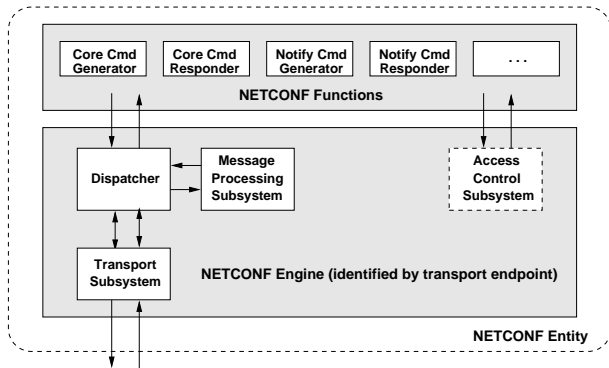 Core Cmd
Generator
Core Cmd
Responder
Notify Cmd
Generator
Notify Cmd
Responder
. . .
NETCONF Functions
Dispatcher
Message
Processing
Subsystem
Access
Control
Subsystem
Transport
Subsystem
NETCONF Engine (identified by transport endpoint)
NETCONF Entity